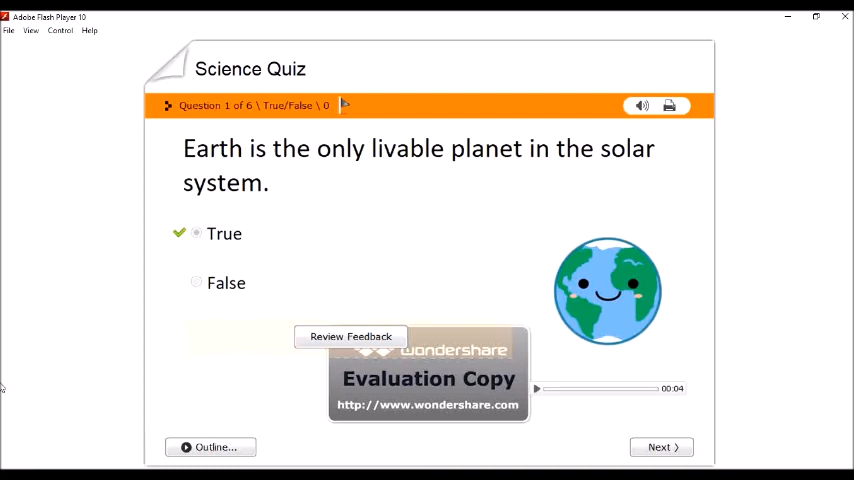 Adobe Flash Player 10
File View Control Help
Science Quiz
Question 1 of 6 \ True/False \ 0
Earth is the only livable planet in the solar
system.
True
False
Review Feedback
wondershare
Evaluation Copy
http://www.wondershare.com
00:04
Outline...
Next